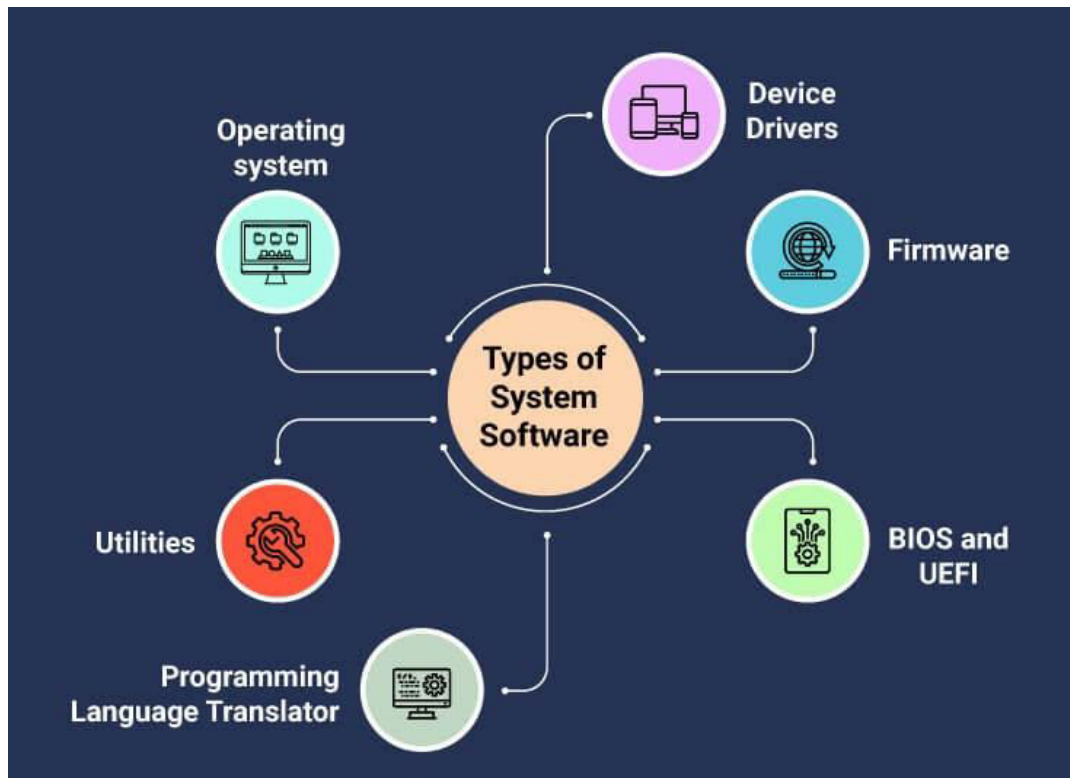 Device
Drivers
Operating
system
Firmware
Types of
System
Software
Utilities
BIOS and
UEFI
Programming
Language Translator